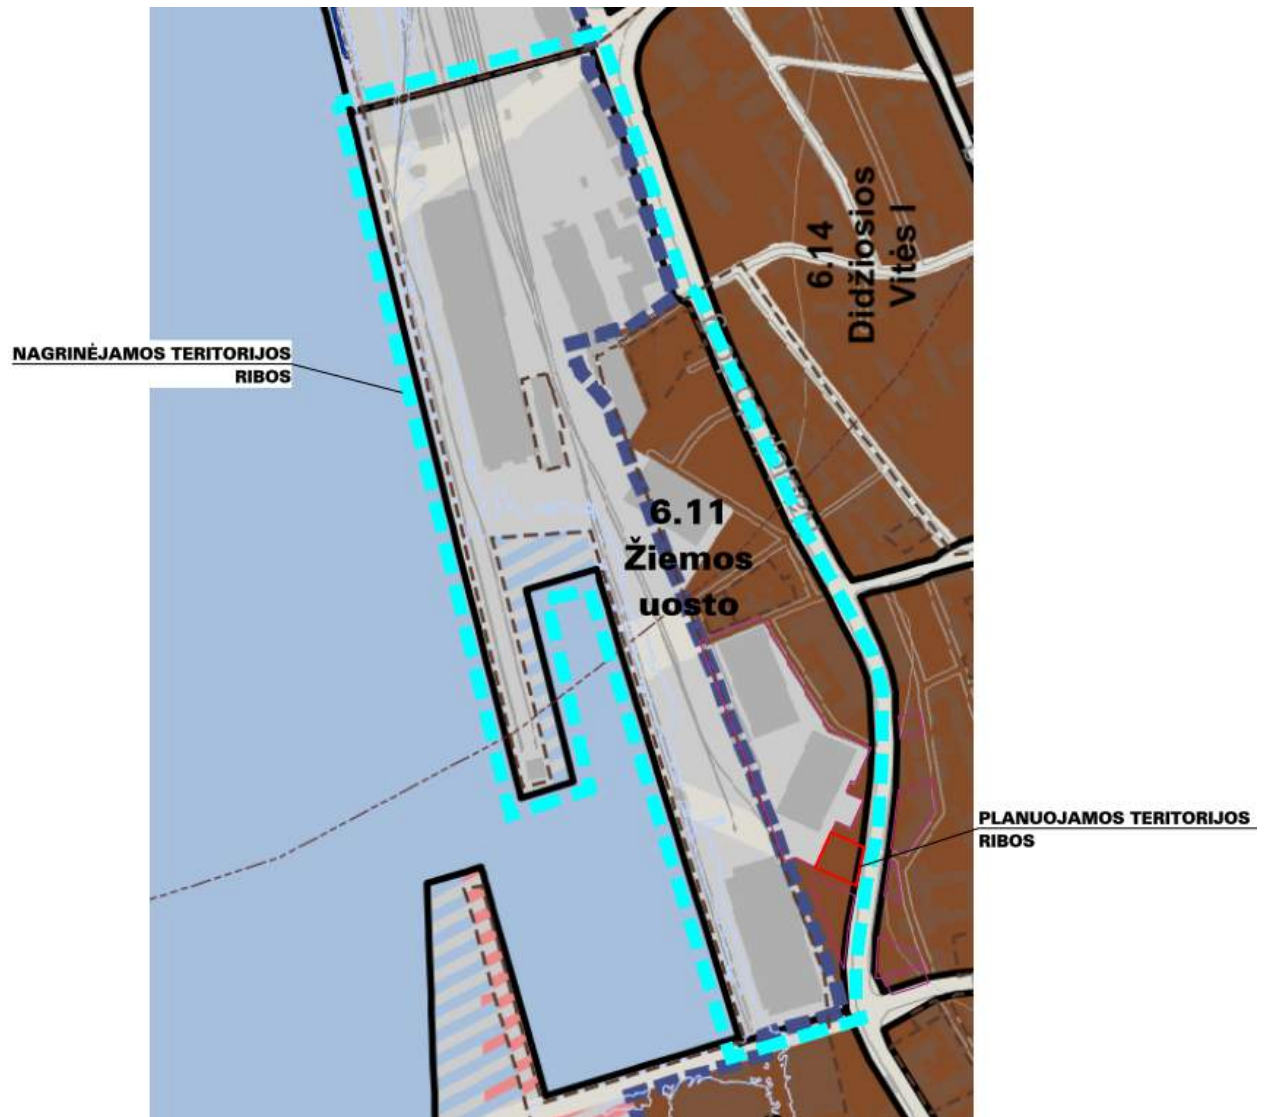 6.14
Didžiosios
Vitės I
NAGRINĖJAMOS TERITORIJOS
RIBOS
6.11
Žiemos
uosto
PLANUOJAMOS TERITORIJOS
RIBOS